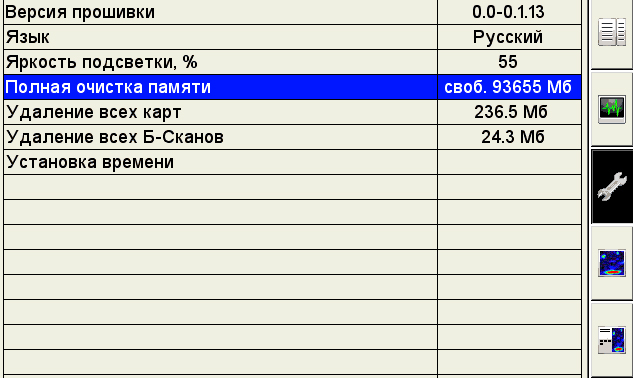 Версия прошивки 0.0-0.1.13
Язык Русский
Яркость подсветки, % 55
Полная очистка памяти своб. 93655 Мб
Удаление всех карт 236.5 Мб
Удаление всех Б-Сканов 24.3 Мб
Установка времени